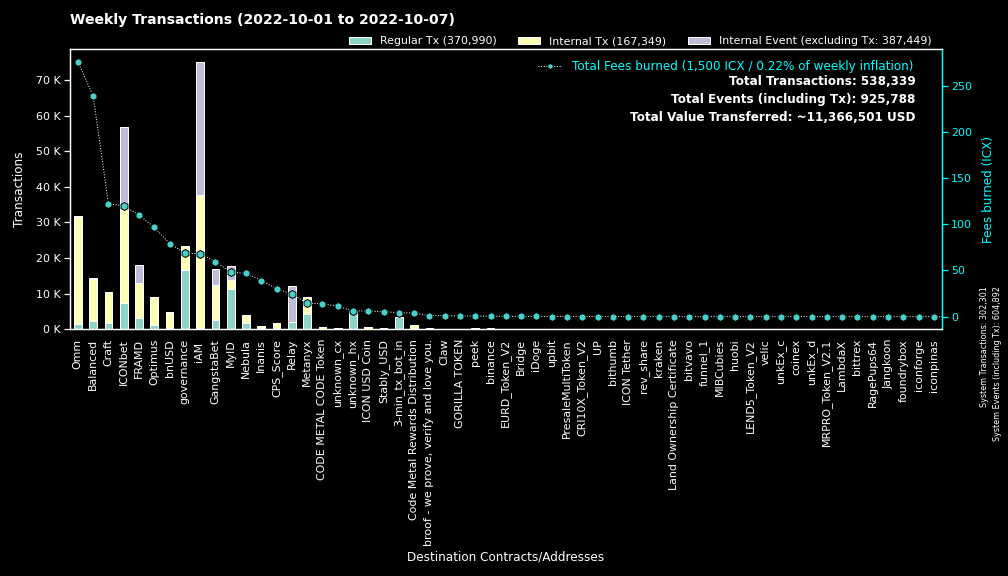 Weekly Transactions (2022-10-01 to 2022-10-07)
Regular Tx (370,990)
Internal Tx (167,349)
Internal Event (excluding Tx: 387,449)
Total Fees burned (1,500 ICX / 0.22% of weekly inflation)
Total Transactions: 538,339
Total Events (including Tx): 925,788
Total Value Transferred: ~11,366,501 USD
Transactions
70 K
60 K
50 K
40 K
30 K
20 K
10 K
0 K
Fees burned (ICX)
250
200
150
100
50
0
System Transactions: 302,301
System Events (including Tx): 604,892
Omm
Balanced
Craft
ICONbet
FRAMD
Optimus
bnUSD
governance
iAM
GangstaBet
MyID
Nebula
Inanis
CPS_Score
Relay
Metanyx
CODE METAL CODE Token
unknown_cx
unknown_hx
ICON USD Coin
Stably_USD
3-min_tx_bot_in
Code Metal Rewards Distribution
broof - we prove, verify and love you.
Claw
GORILLA TOKEN
peek
binance
EURD_Token_V2
Bridge
iDoge
upbit
PresaleMultiToken
CRI10X_Token_V2
UP
bithumb
ICON Tether
rev_share
kraken
Land Ownership Certificate
bitvavo
funnel_1
MIBCubies
huobi
LEND5_Token_V2
velic
unkEx_c
coinex
unkEx_d
MRPRO_Token_V2.1
LambdaX
bittrex
RagePups64
Jangkoon
foundrybox
iconforge
iconpinas
Destination Contracts/Addresses